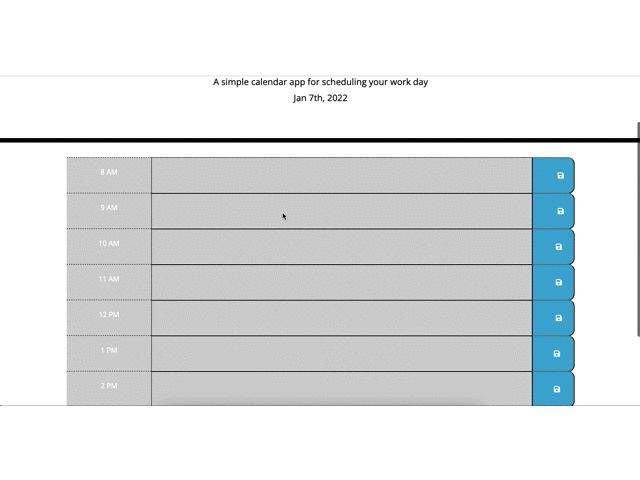 A simple calendar app for scheduling your work day
Jan 7th, 2022
8 AM
9 AM
10 AM
11 AM
12 PM
1 PM
2 PM